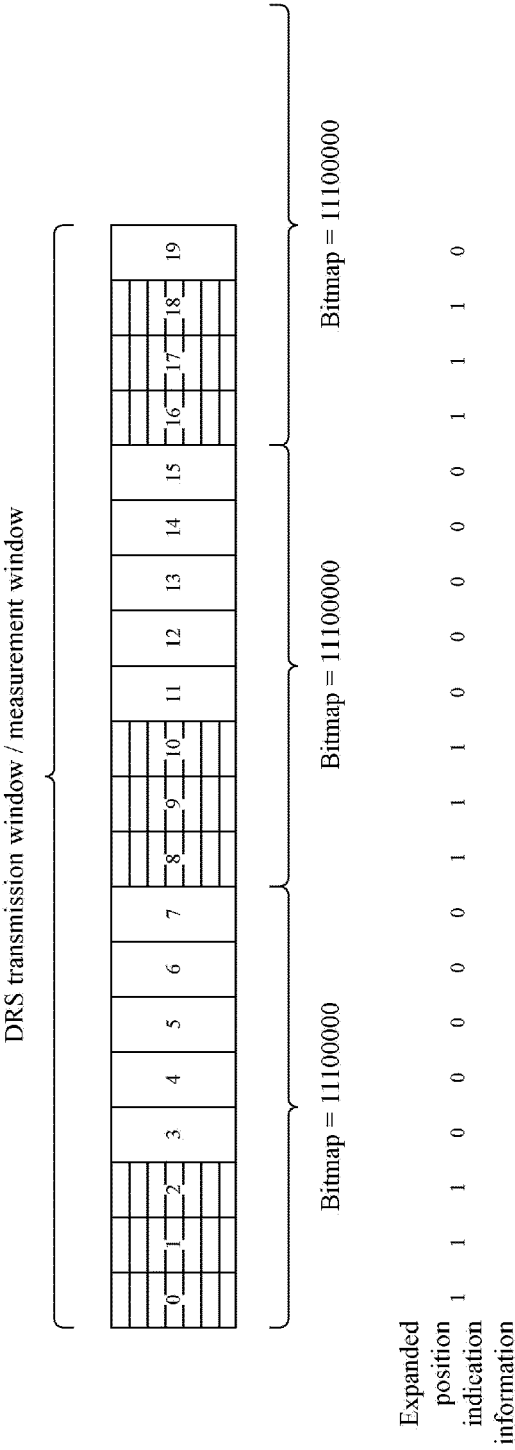 DRS transmission window / measurement window
0 1 2 3 4 5 6 7 8 9 10 11 12 13 14 15 16 17 18 19
Bitmap = 11100000 Bitmap = 11100000 Bitmap = 11100000
Expanded
position
indication
information
1 1 1 0 0 0 0 0 1 1 1 0 0 0 0 0 1 1 1 0